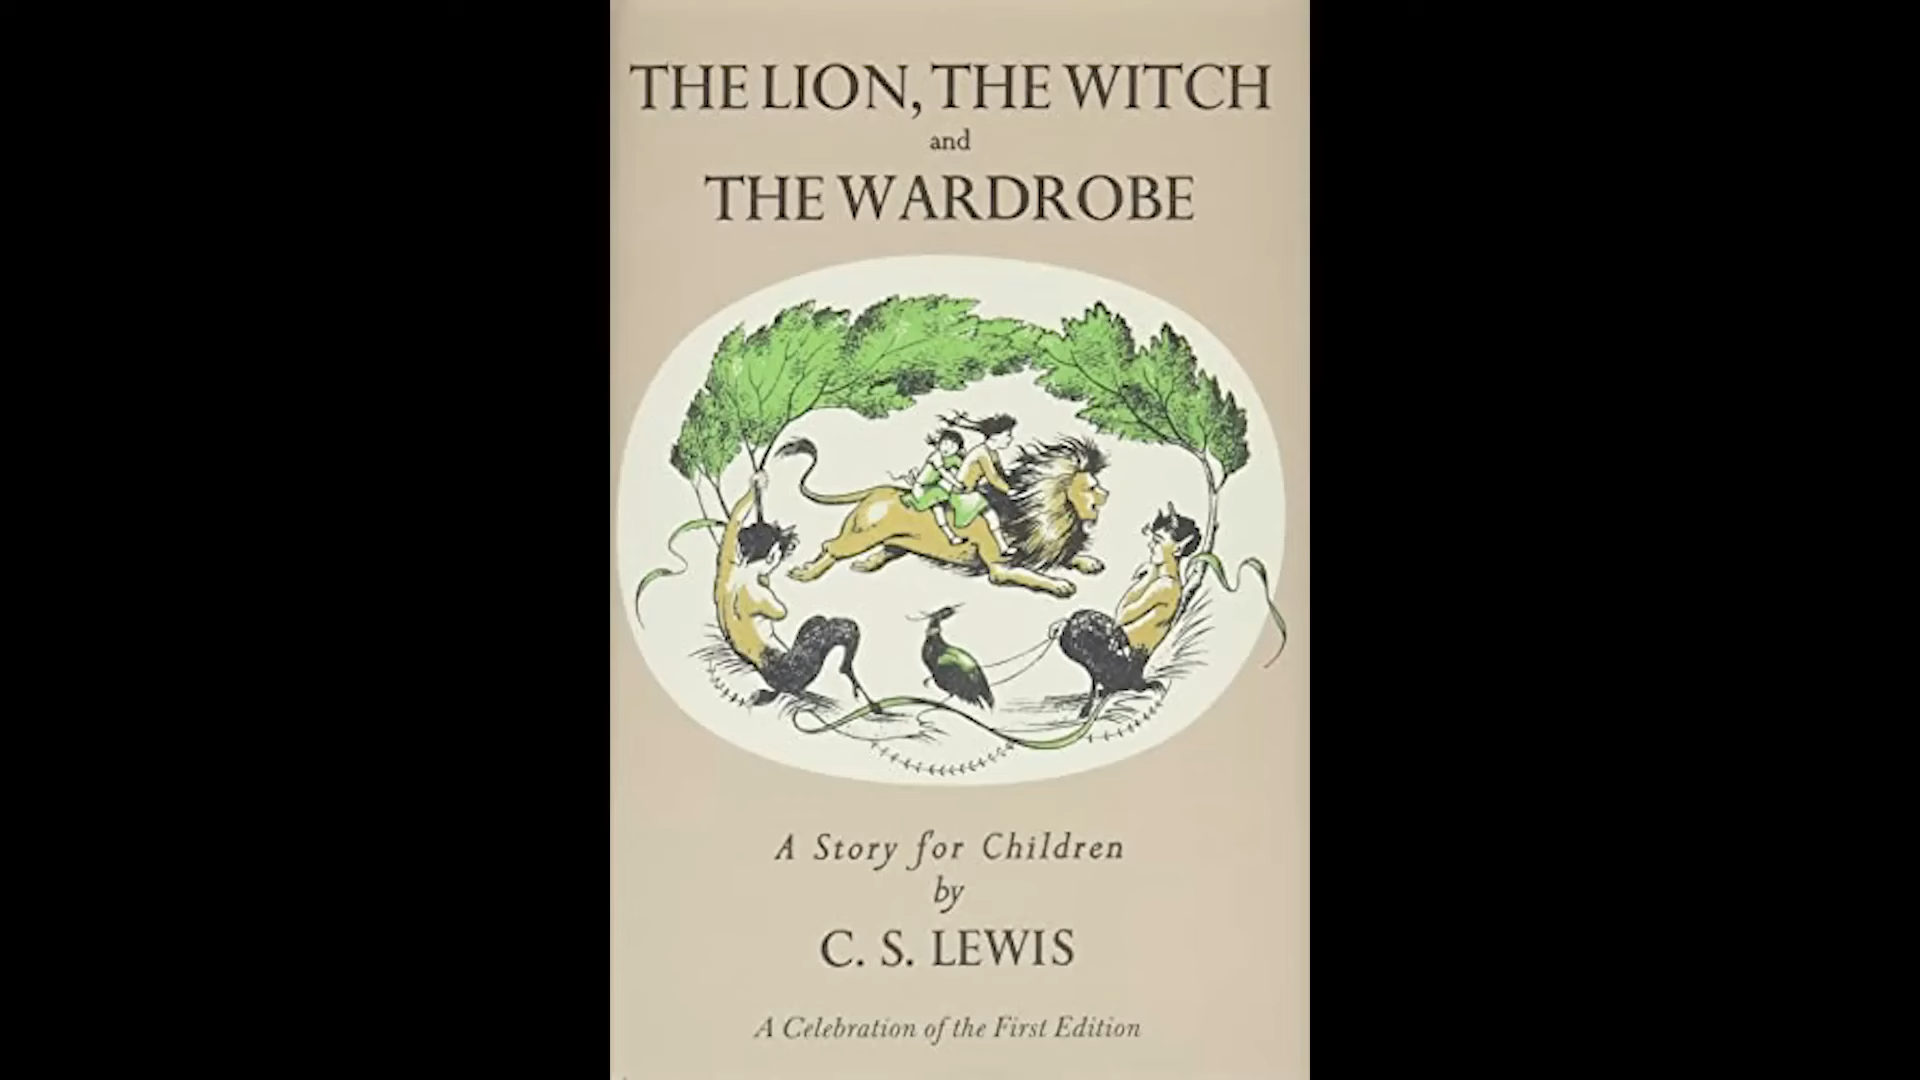 THE LION, THE WITCH
and
THE WARDROBE
A Story for Children
by
C. S. LEWIS
A Celebration of the First Edition